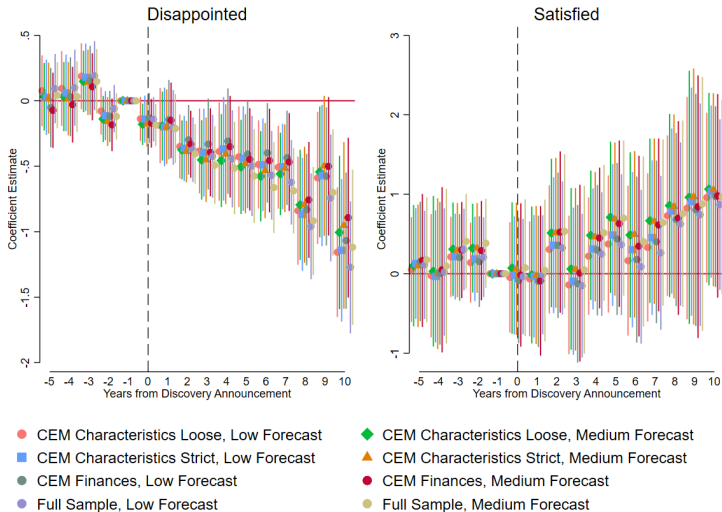 Disappointed
Satisfied
.5
0
-.5
-1
-1.5
-2
Coefficient Estimate
-5 -4 -3 -2 -1 0 1 2 3 4 5 6 7 8 9 10
Years from Discovery Announcement
3
2
1
0
-1
Coefficient Estimate
-5 -4 -3 -2 -1 0 1 2 3 4 5 6 7 8 9 10
Years from Discovery Announcement
CEM Characteristics Loose, Low Forecast
CEM Characteristics Loose, Medium Forecast
CEM Characteristics Strict, Low Forecast
CEM Characteristics Strict, Medium Forecast
CEM Finances, Low Forecast
CEM Finances, Medium Forecast
Full Sample, Low Forecast
Full Sample, Medium Forecast